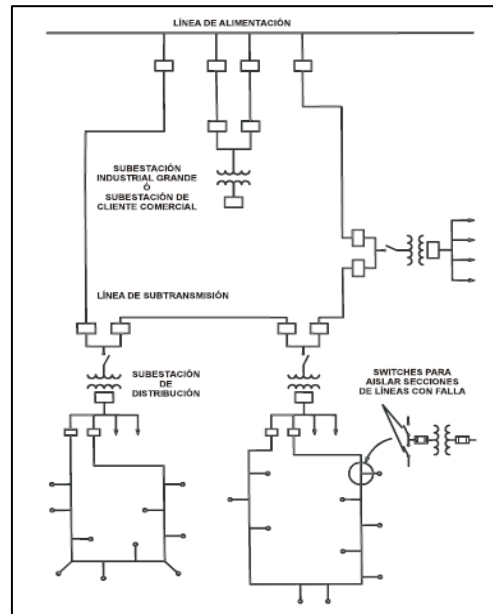 LÍNEA DE ALIMENTACIÓN
SUBESTACIÓN
INDUSTRIAL GRANDE
Ó
SUBESTACIÓN DE
CLIENTE COMERCIAL
LÍNEA DE SUBTRANSMISIÓN
SUBESTACIÓN
DE
DISTRIBUCIÓN
SWITCHES PARA
AISLAR SECCIONES
DE LÍNEAS CON FALLA